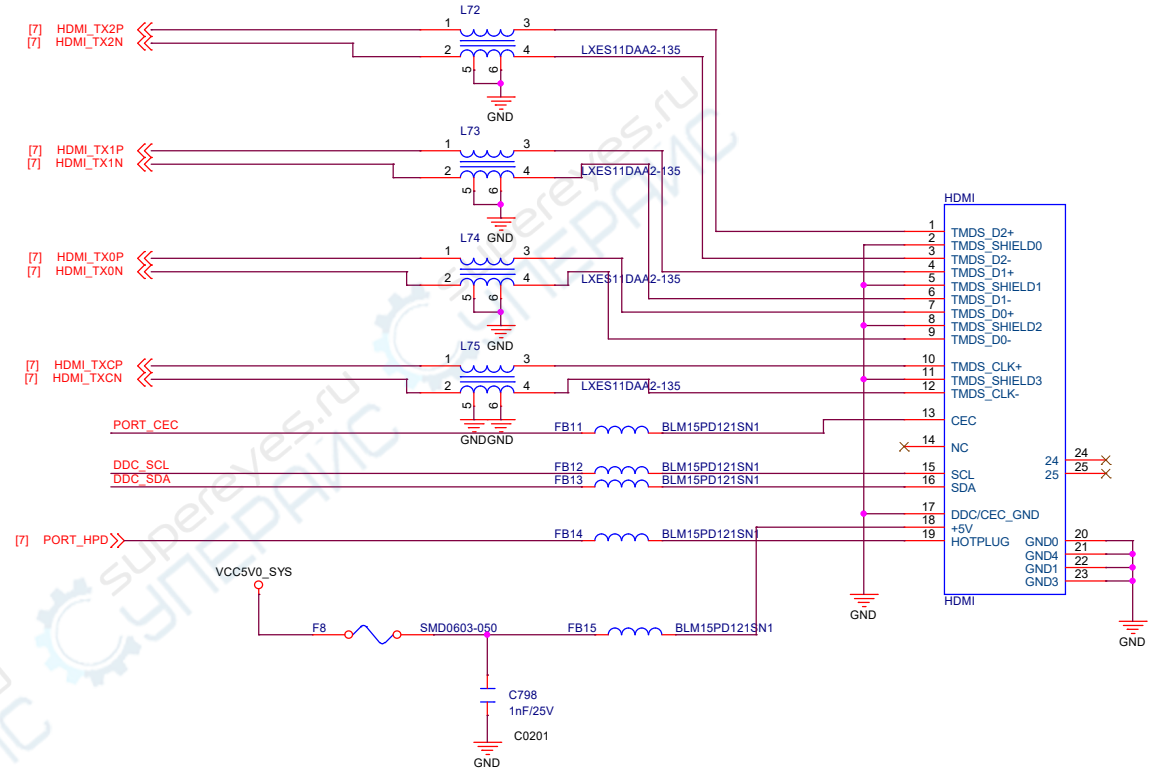 L72
[7] HDMI_TX2P
[7] HDMI_TX2N
1 3
2 4
LXES11DAA2-135
5 6
GND
L73
[7] HDMI_TX1P
[7] HDMI_TX1N
1 3
2 4
LXES11DAA2-135
5 6
GND
L74
[7] HDMI_TX0P
[7] HDMI_TX0N
1 3
2 4
LXES11DAA2-135
5 6
GND
L75
[7] HDMI_TXCP
[7] HDMI_TXCN
1 3
2 4
LXES11DAA2-135
5 6
GND GND
PORT_CEC
FB11 BLM15PD121SN1
DDC_SCL
FB12 BLM15PD121SN1
DDC_SDA
FB13 BLM15PD121SN1
[7] PORT_HPD
FB14 BLM15PD121SN1
VCC5V0_SYS
F8 SMD0603-050
FB15 BLM15PD121SN1
C798
1nF/25V
C0201
GND
HDMI
1 TMDS_D2+
2 TMDS_SHIELD0
3 TMDS_D2-
4 TMDS_D1+
5 TMDS_SHIELD1
6 TMDS_D1-
7 TMDS_D0+
8 TMDS_SHIELD2
9 TMDS_D0-
10 TMDS_CLK+
11 TMDS_SHIELD3
12 TMDS_CLK-
13 CEC
14 NC
15 SCL
16 SDA
17 DDC/CEC_GND
18 +5V
19 HOTPLUG
24 24
25 25
GND0 20
GND4 21
GND1 22
GND3 23
HDMI
GND
GND
supereyes.ru
СУПЕРАЙС
supereyes.ru
СУПЕРАЙС